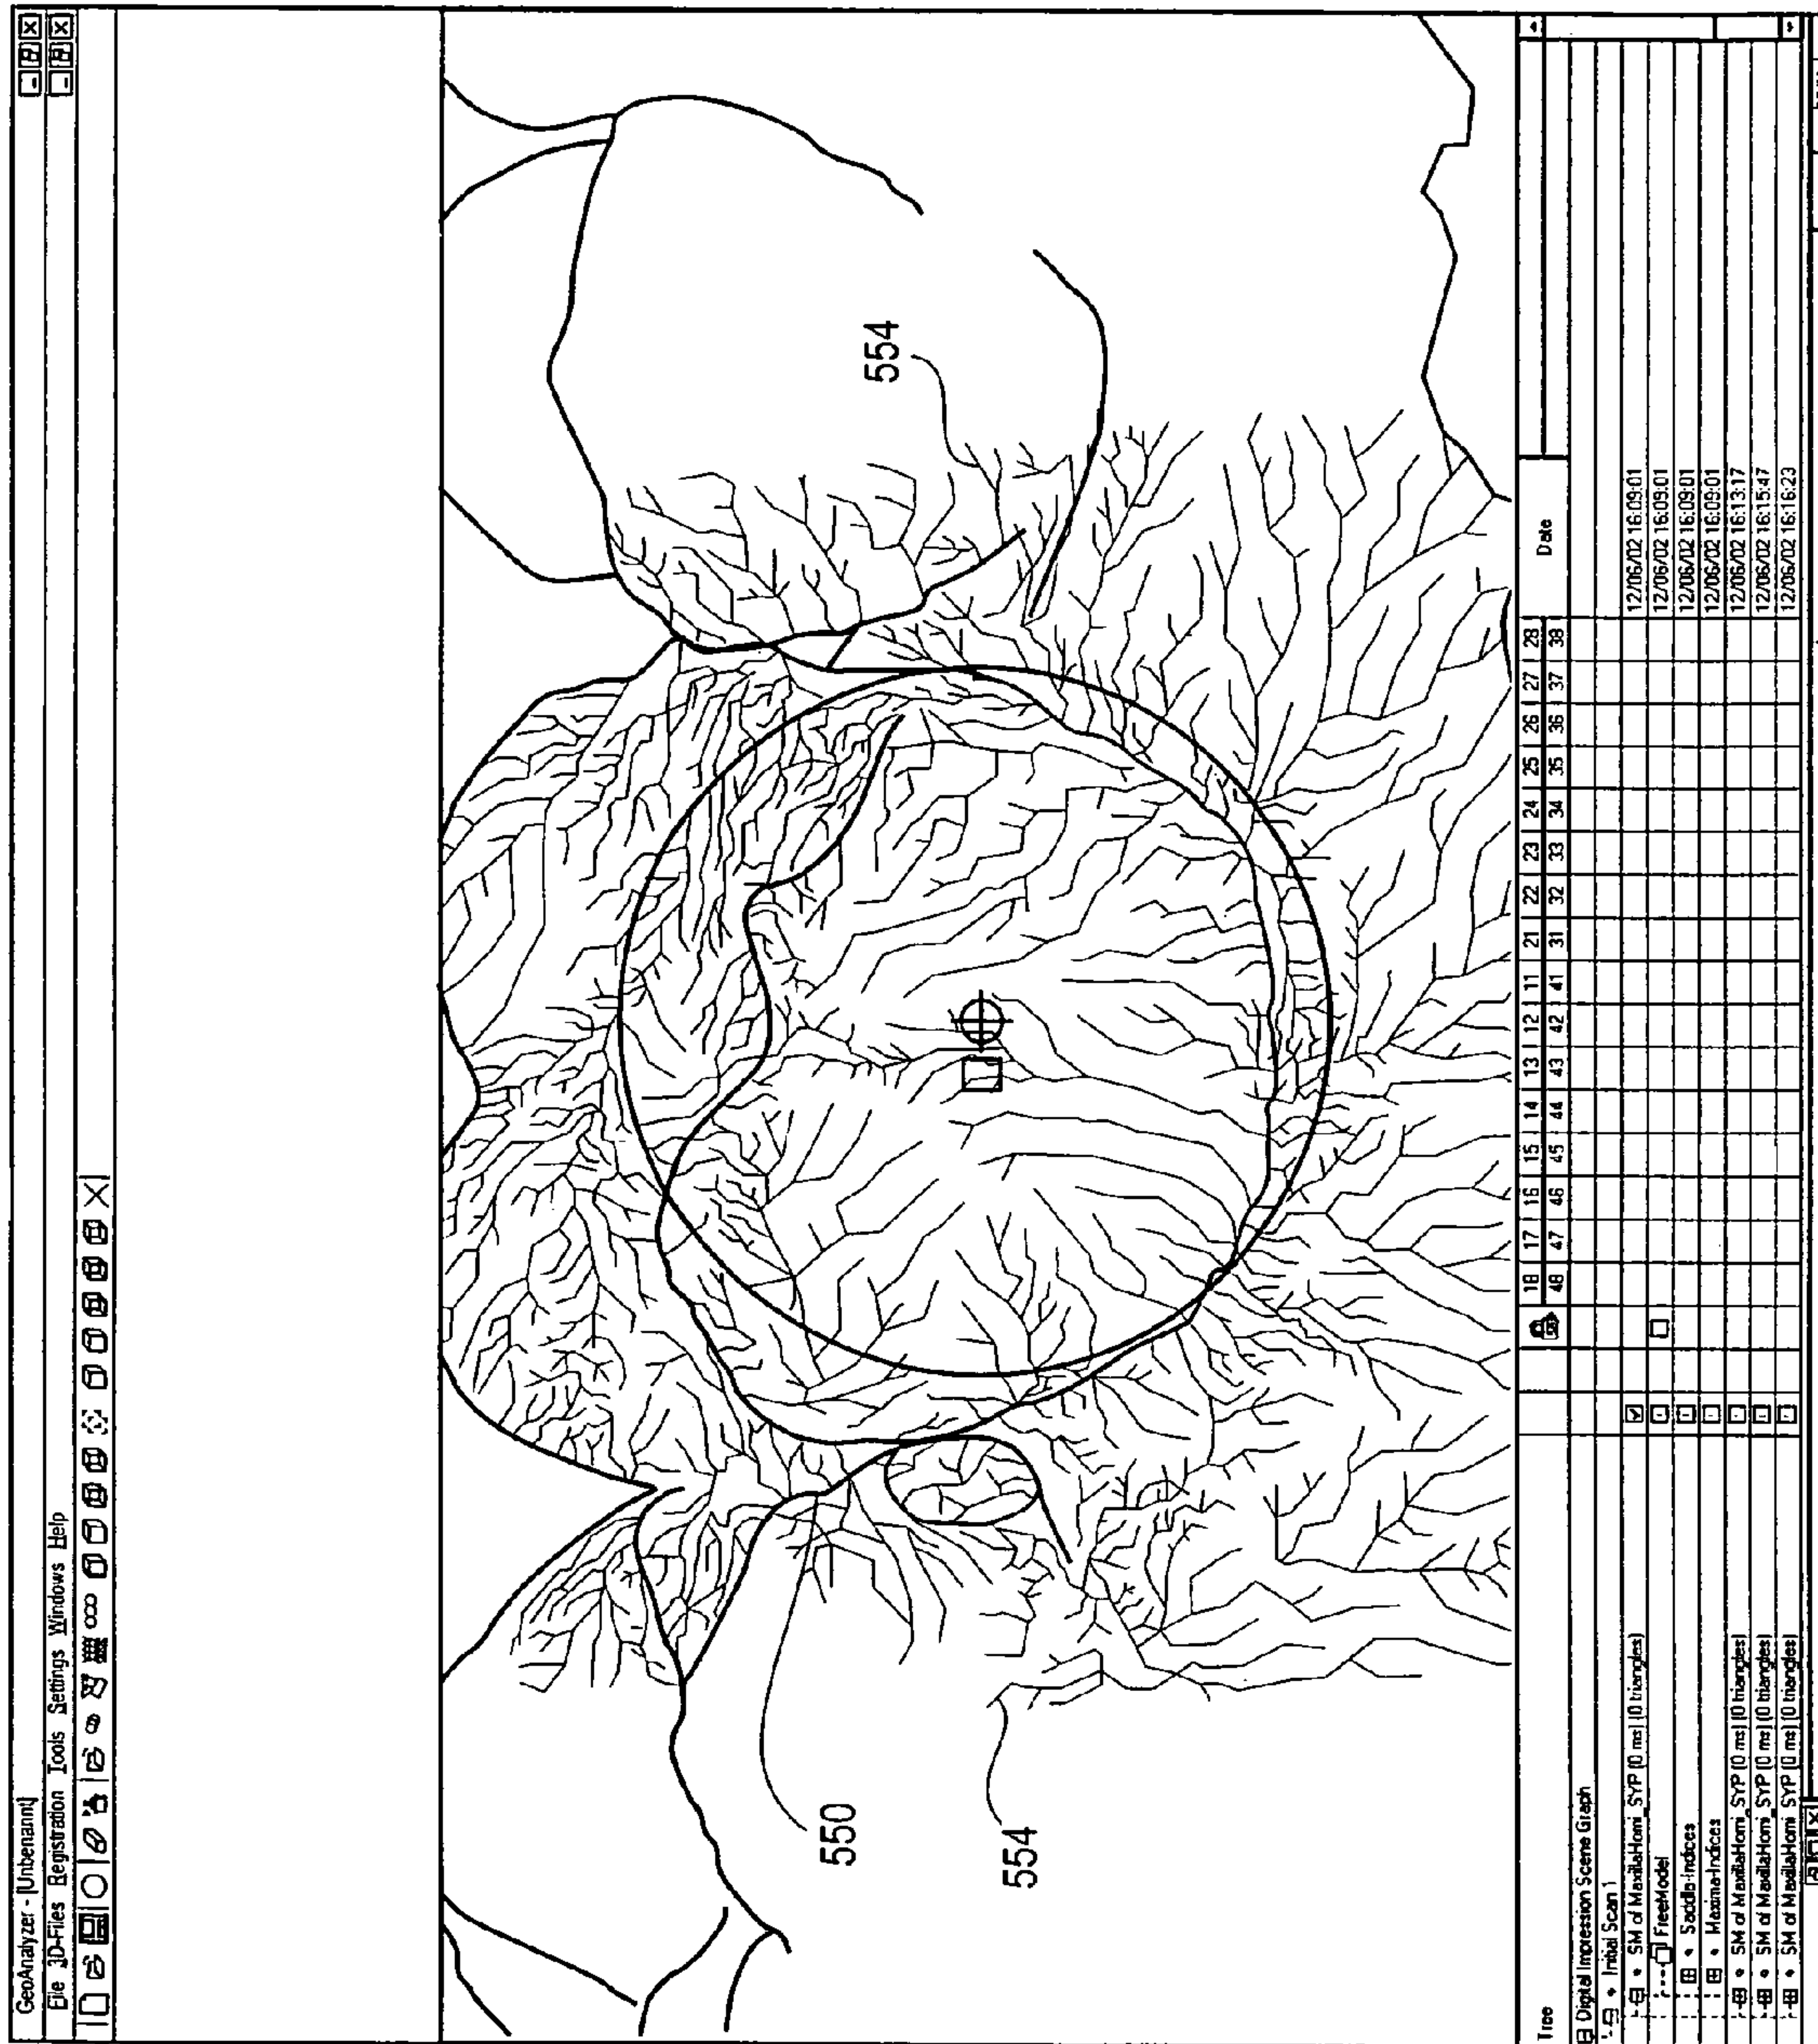 GeoAnalyzer - [Unbenannt]
File 3D-Files Registration Tools Settings Windows Help
554
550
554
Tree
18 17 16 15 14 13 12 11 21 22 23 24 25 26 27 28
48 47 46 45 44 43 42 41 31 32 33 34 35 36 37 38
Date
Digital Impression Scene Graph
Initial Scan 1
SM of MaxillaHomi_SYP (0 ms) (0 triangles) 12/06/02 16:09:01
FreeModel 12/06/02 16:09:01
Saddle-Indices 12/06/02 16:09:01
Maxima-Indices 12/06/02 16:09:01
SM of MaxillaHomi_SYP (0 ms) (0 triangles) 12/06/02 16:13:17
SM of MaxillaHomi_SYP (0 ms) (0 triangles) 12/06/02 16:15:47
SM of MaxillaHomi_SYP (0 ms) (0 triangles) 12/06/02 16:16:23